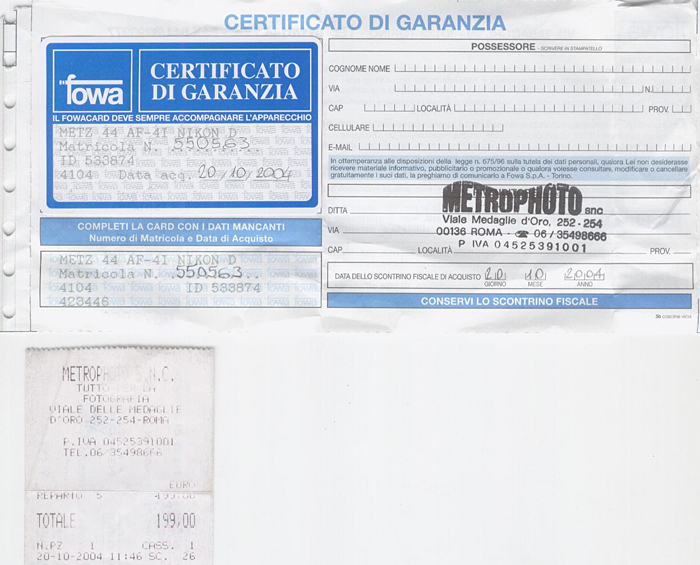 CERTIFICATO DI GARANZIA
fowa
CERTIFICATO
DI GARANZIA
IL FOWACARD DEVE SEMPRE ACCOMPAGNARE L'APPARECCHIO
METZ 44 AF-4I NIKON D
Matricola N. 550563
ID 533874
4104 Data acq. 20/10/2004
COMPLETI LA CARD CON I DATI MANCANTI
Numero di Matricola e Data di Acquisto
METZ 44 AF-4I NIKON D
Matricola N. 550563
4104 ID 533874
423446
POSSESSORE - SCRIVERE IN STAMPATELLO
COGNOME NOME
VIA N.
CAP LOCALITÀ PROV.
CELLULARE
E-MAIL
In ottemperanza alle disposizioni della legge n. 675/96 sulla tutela dei dati personali, qualora Lei non desiderasse
ricevere materiale informativo, pubblicitario o promozionale o qualora volesse consultare, modificare o cancellare
gratuitamente i suoi dati, la preghiamo di comunicarlo a Fowa S.p.A. - Torino.
DITTA METROPHOTO snc
Viale Medaglie d'Oro, 252-254
VIA 00136 ROMA - ☎ 06/35498666
P IVA 04525391001
CAP LOCALITÀ PROV.
DATA DELLO SCONTRINO FISCALE DI ACQUISTO 20 10 2004
GIORNO MESE ANNO
CONSERVI LO SCONTRINO FISCALE
METROPHOTO S.N.C.
TUTTO PER LA
FOTOGRAFIA
VIALE DELLE MEDAGLIE
D'ORO 252-254-ROMA
P.IVA 04525391001
TEL.06/35498666
EURO
REPARTO 5 199,00
TOTALE 199,00
N.PZ 1 CASS. 1
20-10-2004 11:46 SC. 26